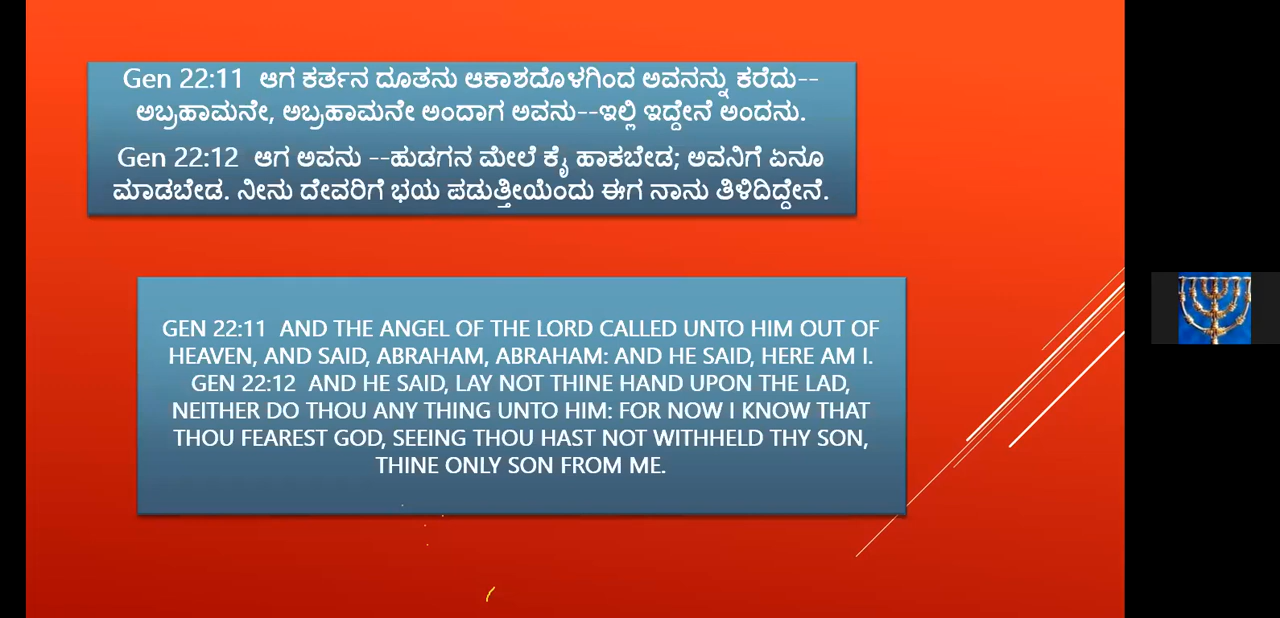 Gen 22:11 ಆಗ ಕರ್ತನ ದೂತನು ಆಕಾಶದೊಳಗಿಂದ ಅವನನ್ನು ಕರೆದು--
ಅಬ್ರಹಾಮನೇ, ಅಬ್ರಹಾಮನೇ ಅಂದಾಗ ಅವನು--ಇಲ್ಲಿ ಇದ್ದೇನೆ ಅಂದನು.
Gen 22:12 ಆಗ ಅವನು --ಹುಡಗನ ಮೇಲೆ ಕೈ ಹಾಕಬೇಡ; ಅವನಿಗೆ ಏನೂ
ಮಾಡಬೇಡ. ನೀನು ದೇವರಿಗೆ ಭಯ ಪಡುತ್ತೀಯೆಂದು ಈಗ ನಾನು ತಿಳಿದಿದ್ದೇನೆ.
GEN 22:11 AND THE ANGEL OF THE LORD CALLED UNTO HIM OUT OF
HEAVEN, AND SAID, ABRAHAM, ABRAHAM: AND HE SAID, HERE AM I.
GEN 22:12 AND HE SAID, LAY NOT THINE HAND UPON THE LAD,
NEITHER DO THOU ANY THING UNTO HIM: FOR NOW I KNOW THAT
THOU FEAREST GOD, SEEING THOU HAST NOT WITHHELD THY SON,
THINE ONLY SON FROM ME.